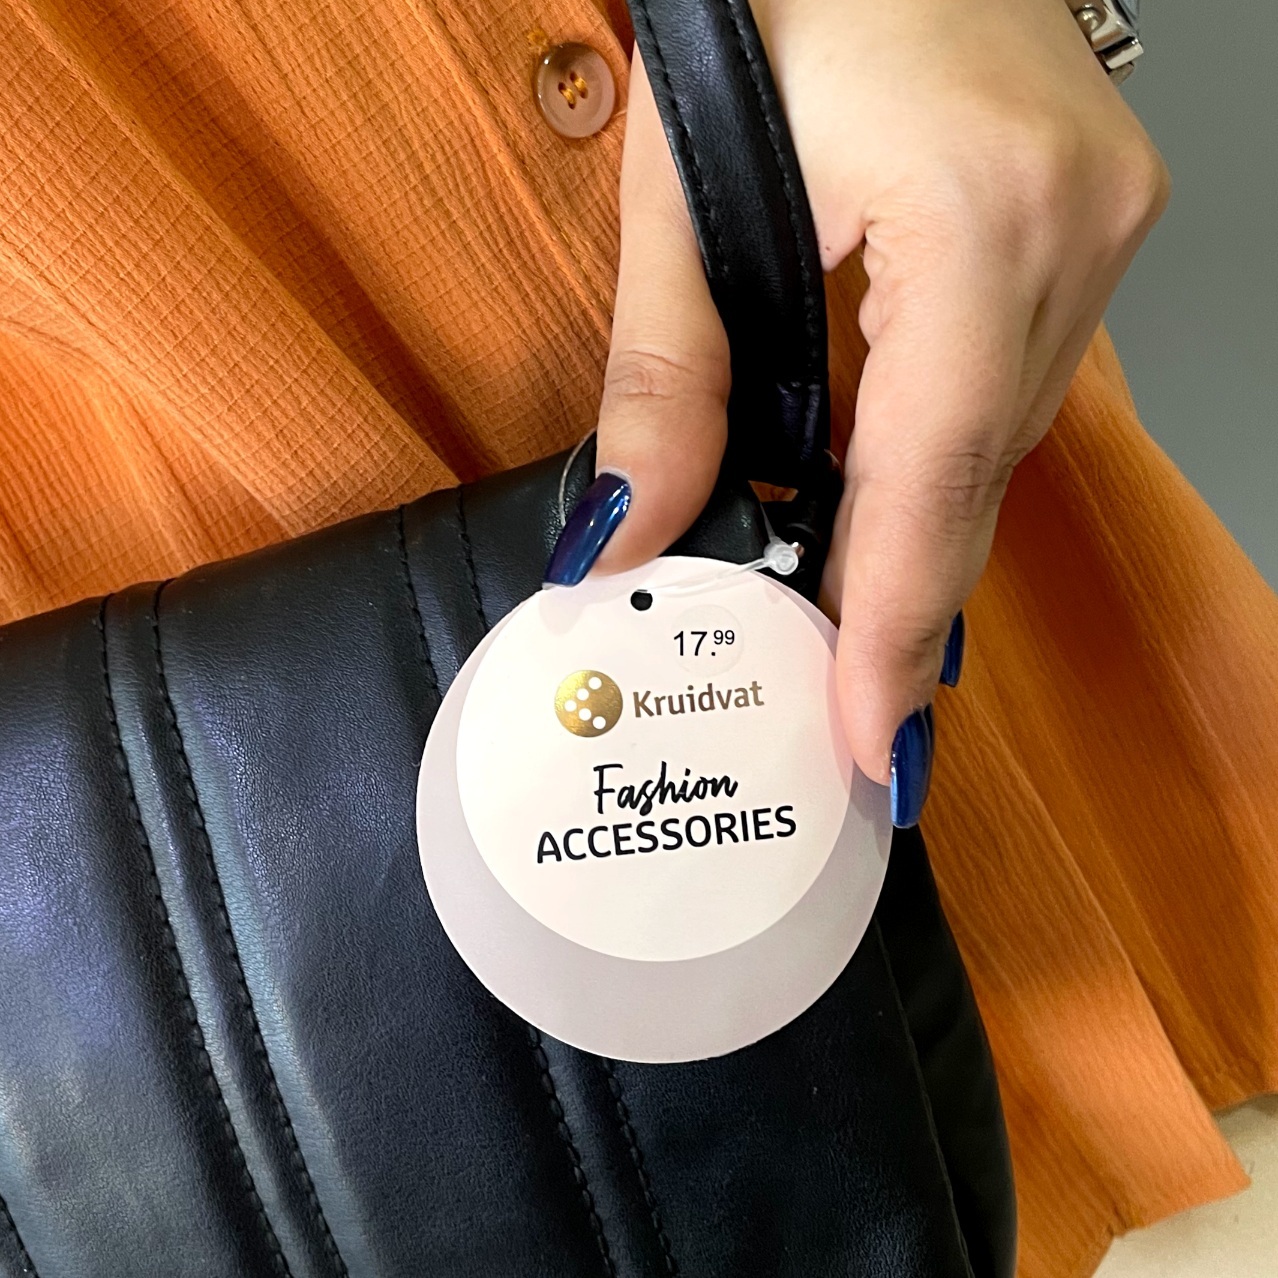 17.99
Kruidvat
Fashion
ACCESSORIES